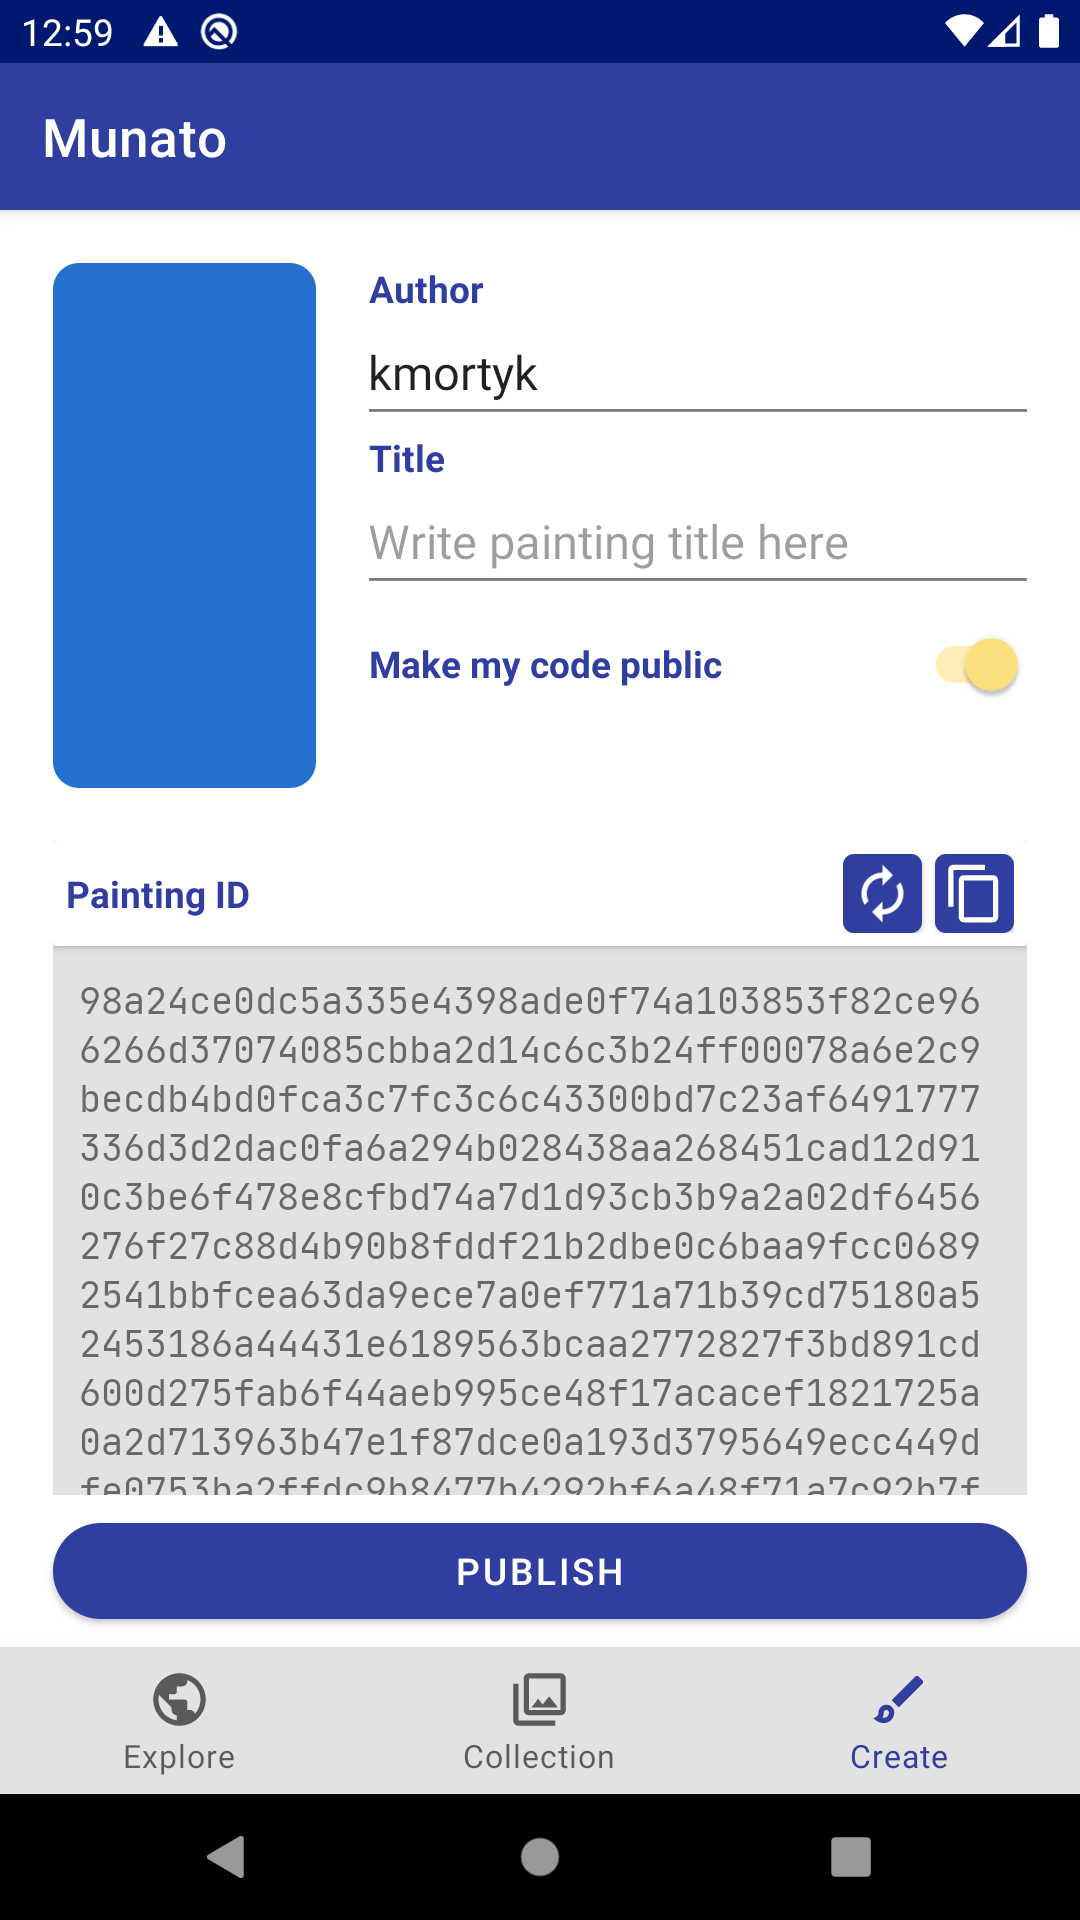 12:59
Munato
Author
kmortyk
Title
Write painting title here
Make my code public
Painting ID
98a24ce0dc5a335e4398ade0f74a103853f82ce96
6266d37074085cbba2d14c6c3b24ff00078a6e2c9
becdb4bd0fca3c7fc3c6c43300bd7c23af6491777
336d3d2dac0fa6a294b028438aa268451cad12d91
0c3be6f478e8cfbd74a7d1d93cb3b9a2a02df6456
276f27c88d4b90b8fddf21b2dbe0c6baa9fcc0689
2541bbfcea63da9ece7a0ef771a71b39cd75180a5
2453186a44431e6189563bcaa2772827f3bd891cd
600d275fab6f44aeb995ce48f17acacef1821725a
0a2d713963b47e1f87dce0a193d3795649ecc449d
fe0753ba2ffdc9b8477b4292bf6a48f71a7c92b7f
PUBLISH
Explore
Collection
Create